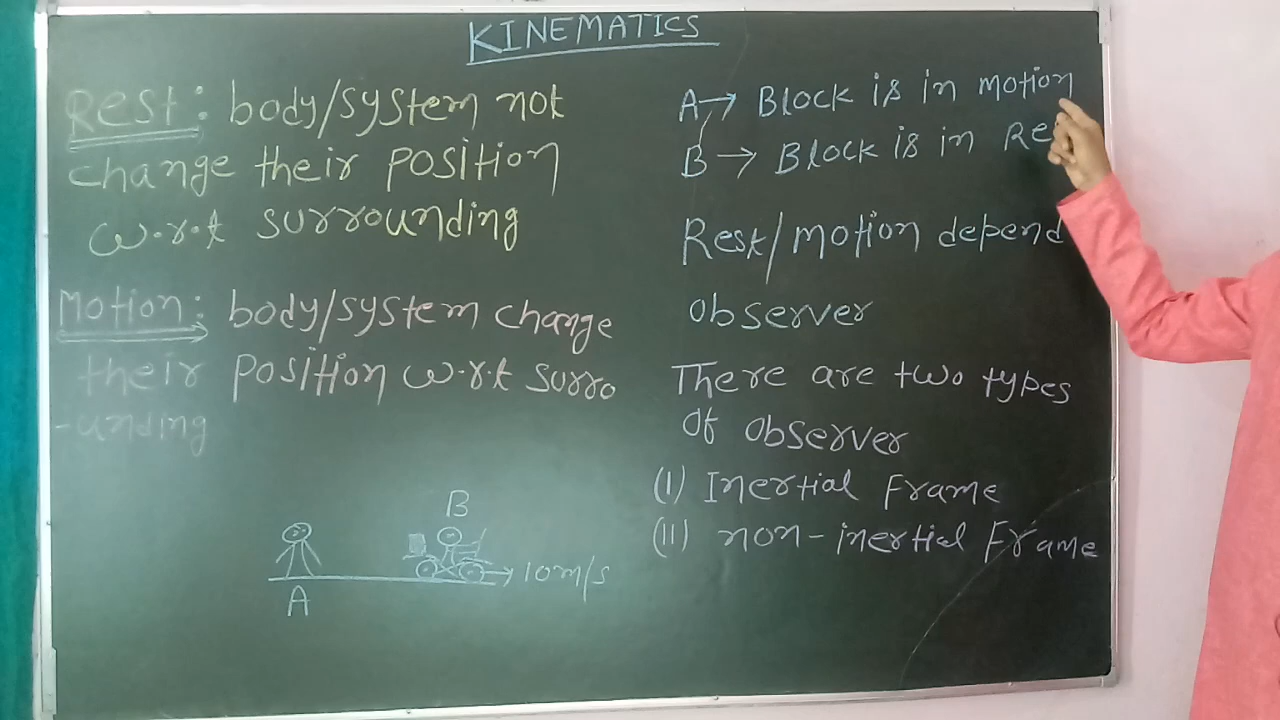 KINEMATICS
Rest: body/system not
change their position
w.r.t surrounding
Motion: body/system change
their position w.r.t surro
-unding
B
A
10m/s
A → Block is in motion
B → Block is in Re
Rest/motion depend
observer
There are two types
of observer
(I) Inertial Frame
(II) non-inertial Frame